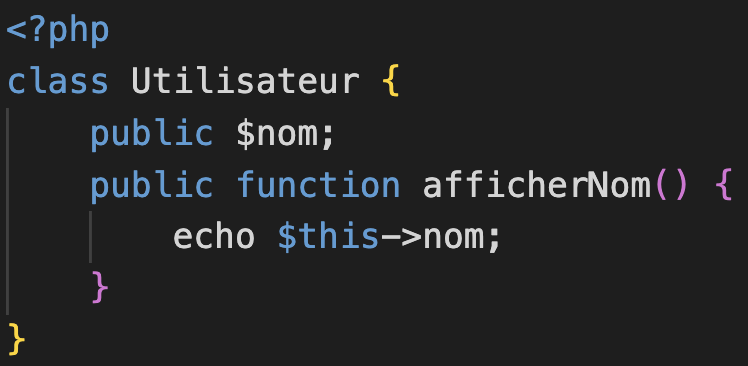 <?php
class Utilisateur {
    public $nom;
    public function afficherNom() {
        echo $this->nom;
    }
}